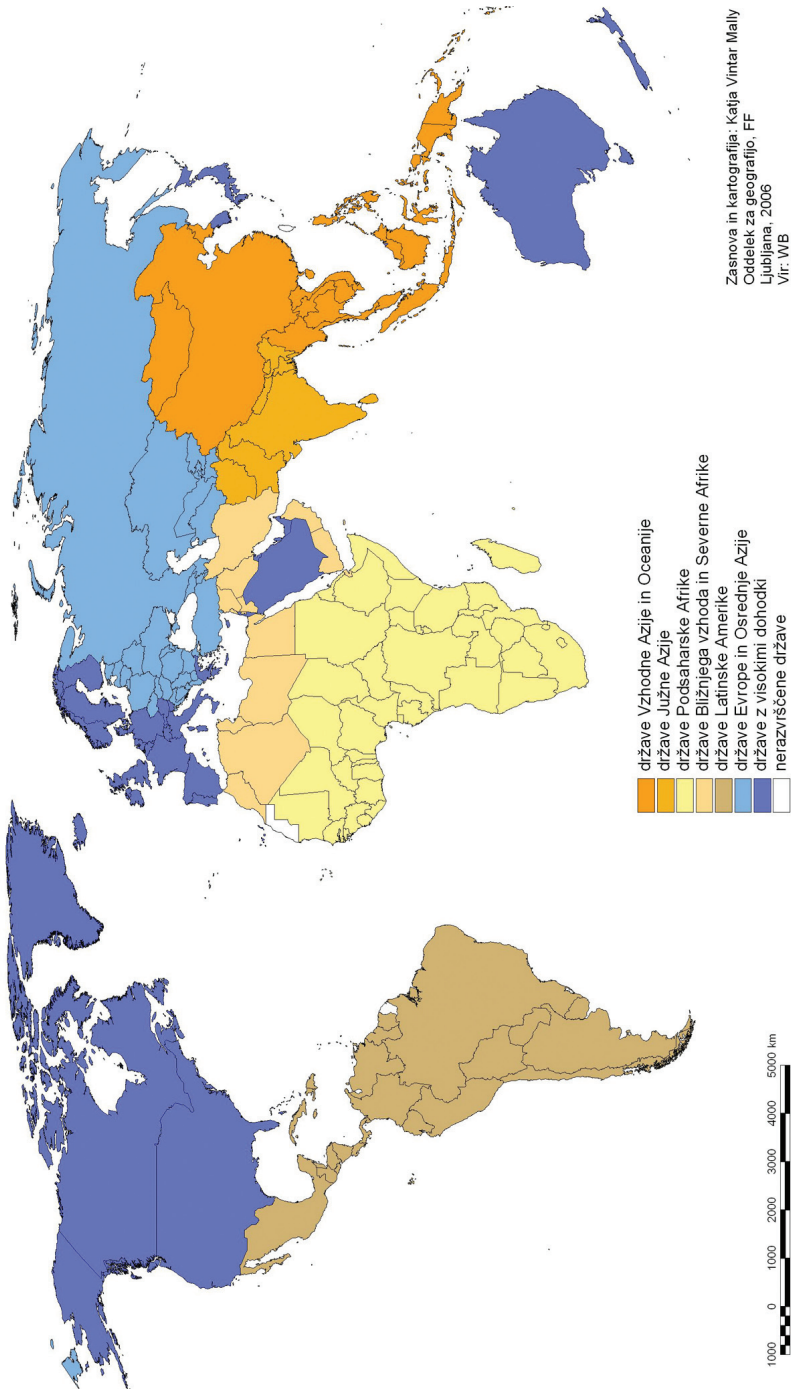 države Vzhodne Azije in Oceanije
države Južne Azije
države Podsaharske Afrike
države Bližnjega vzhoda in Severne Afrike
države Latinske Amerike
države Evrope in Osrednje Azije
države z visokimi dohodki
nerazvrščene države
Zasnova in kartografija: Katja Vintar Mally
Oddelek za geografijo, FF
Ljubljana, 2006
Vir: WB
1000 0 1000 2000 3000 4000 5000 km